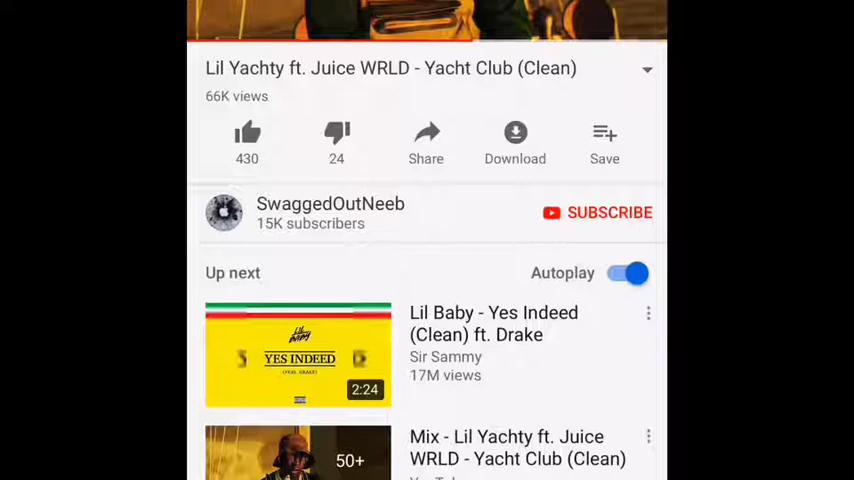 Lil Yachty ft. Juice WRLD - Yacht Club (Clean)
66K views
430
24
Share
Download
Save
SwaggedOutNeeb
15K subscribers
SUBSCRIBE
Up next
Autoplay
LIL BABY
YES INDEED
(FEAT. DRAKE)
2:24
Lil Baby - Yes Indeed
(Clean) ft. Drake
Sir Sammy
17M views
50+
Mix - Lil Yachty ft. Juice
WRLD - Yacht Club (Clean)